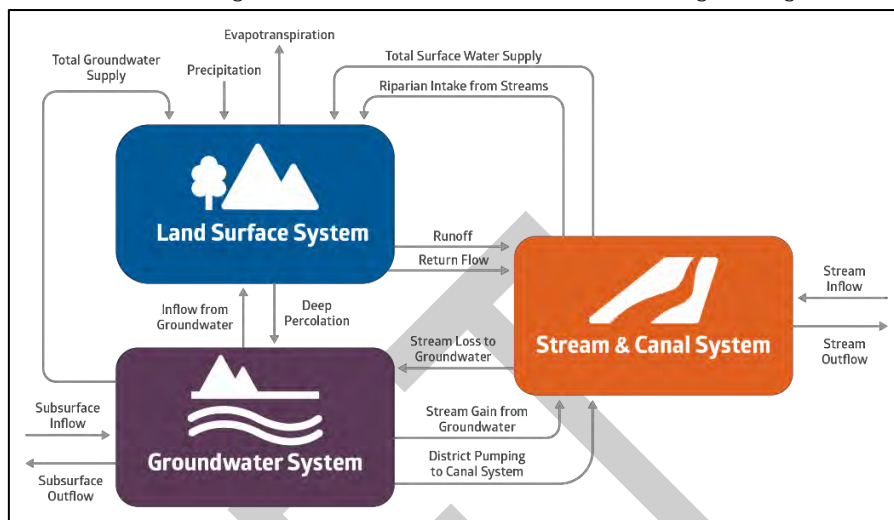 Evapotranspiration
Total Groundwater
Supply
Precipitation
Total Surface Water Supply
Riparian Intake from Streams
Land Surface System
Runoff
Return Flow
Stream
Inflow
Inflow from
Groundwater
Deep
Percolation
Stream & Canal System
Stream Loss to
Groundwater
Stream
Outflow
Subsurface
Inflow
Stream Gain from
Groundwater
Groundwater System
District Pumping
to Canal System
Subsurface
Outflow